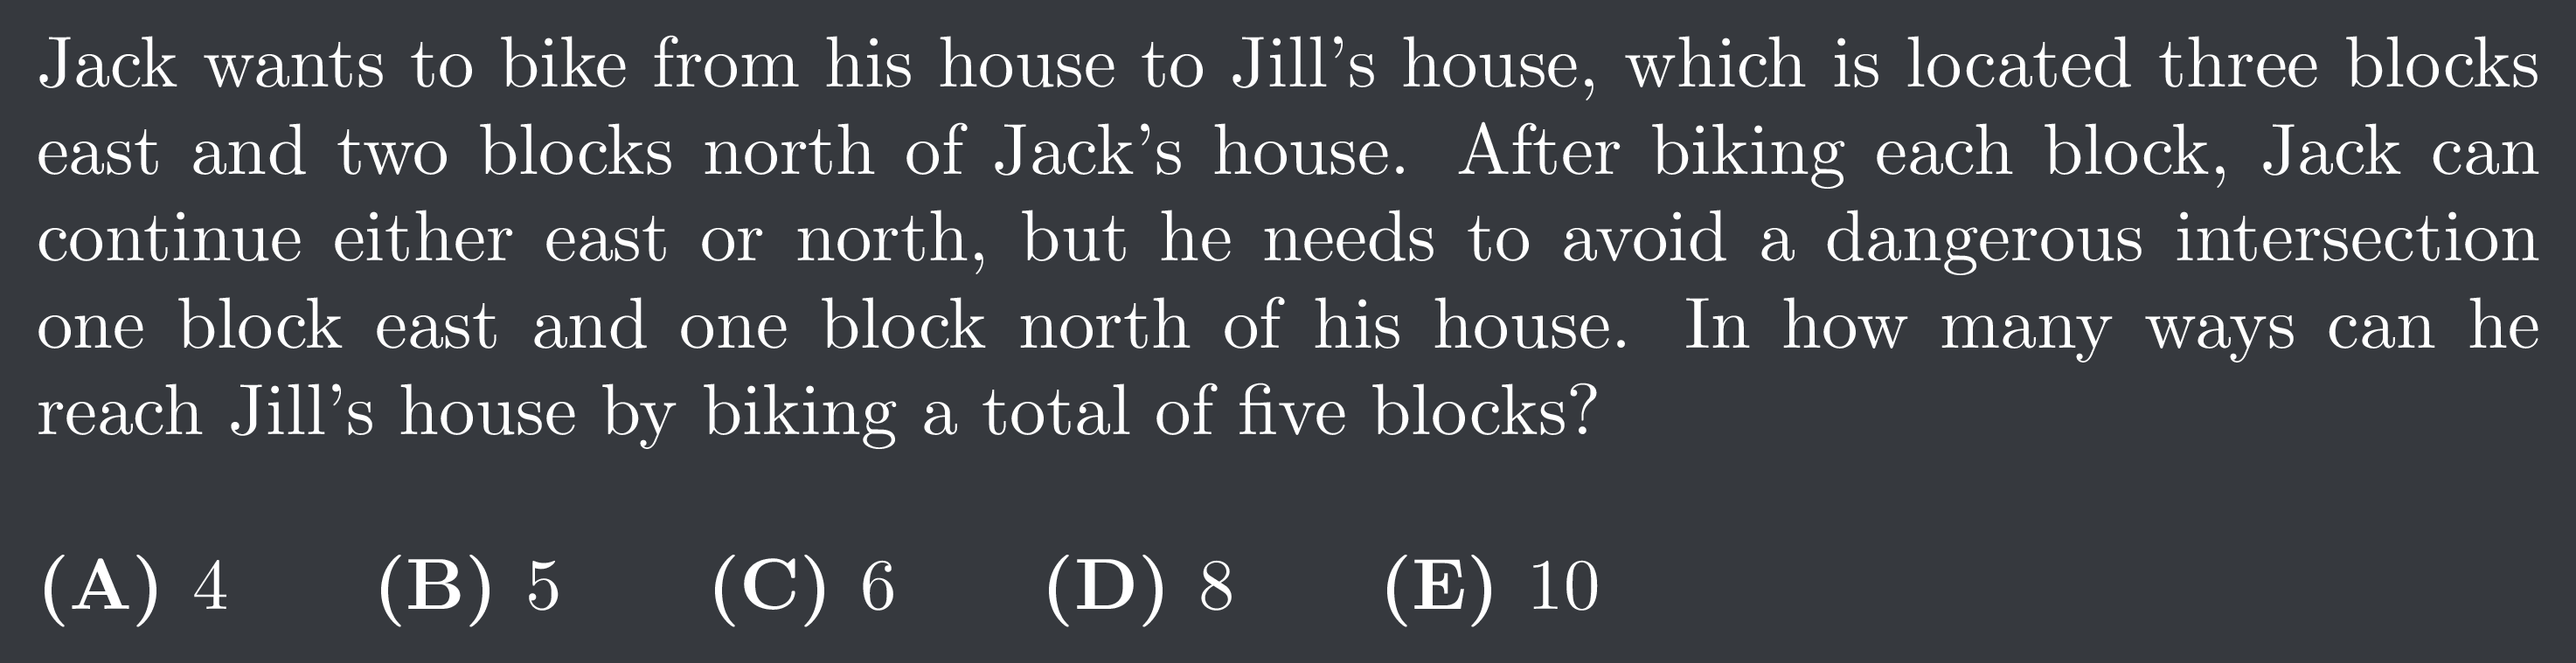 Jack wants to bike from his house to Jill's house, which is located three blocks
east and two blocks north of Jack's house. After biking each block, Jack can
continue either east or north, but he needs to avoid a dangerous intersection
one block east and one block north of his house. In how many ways can he
reach Jill's house by biking a total of five blocks?
(A) 4 (B) 5 (C) 6 (D) 8 (E) 10